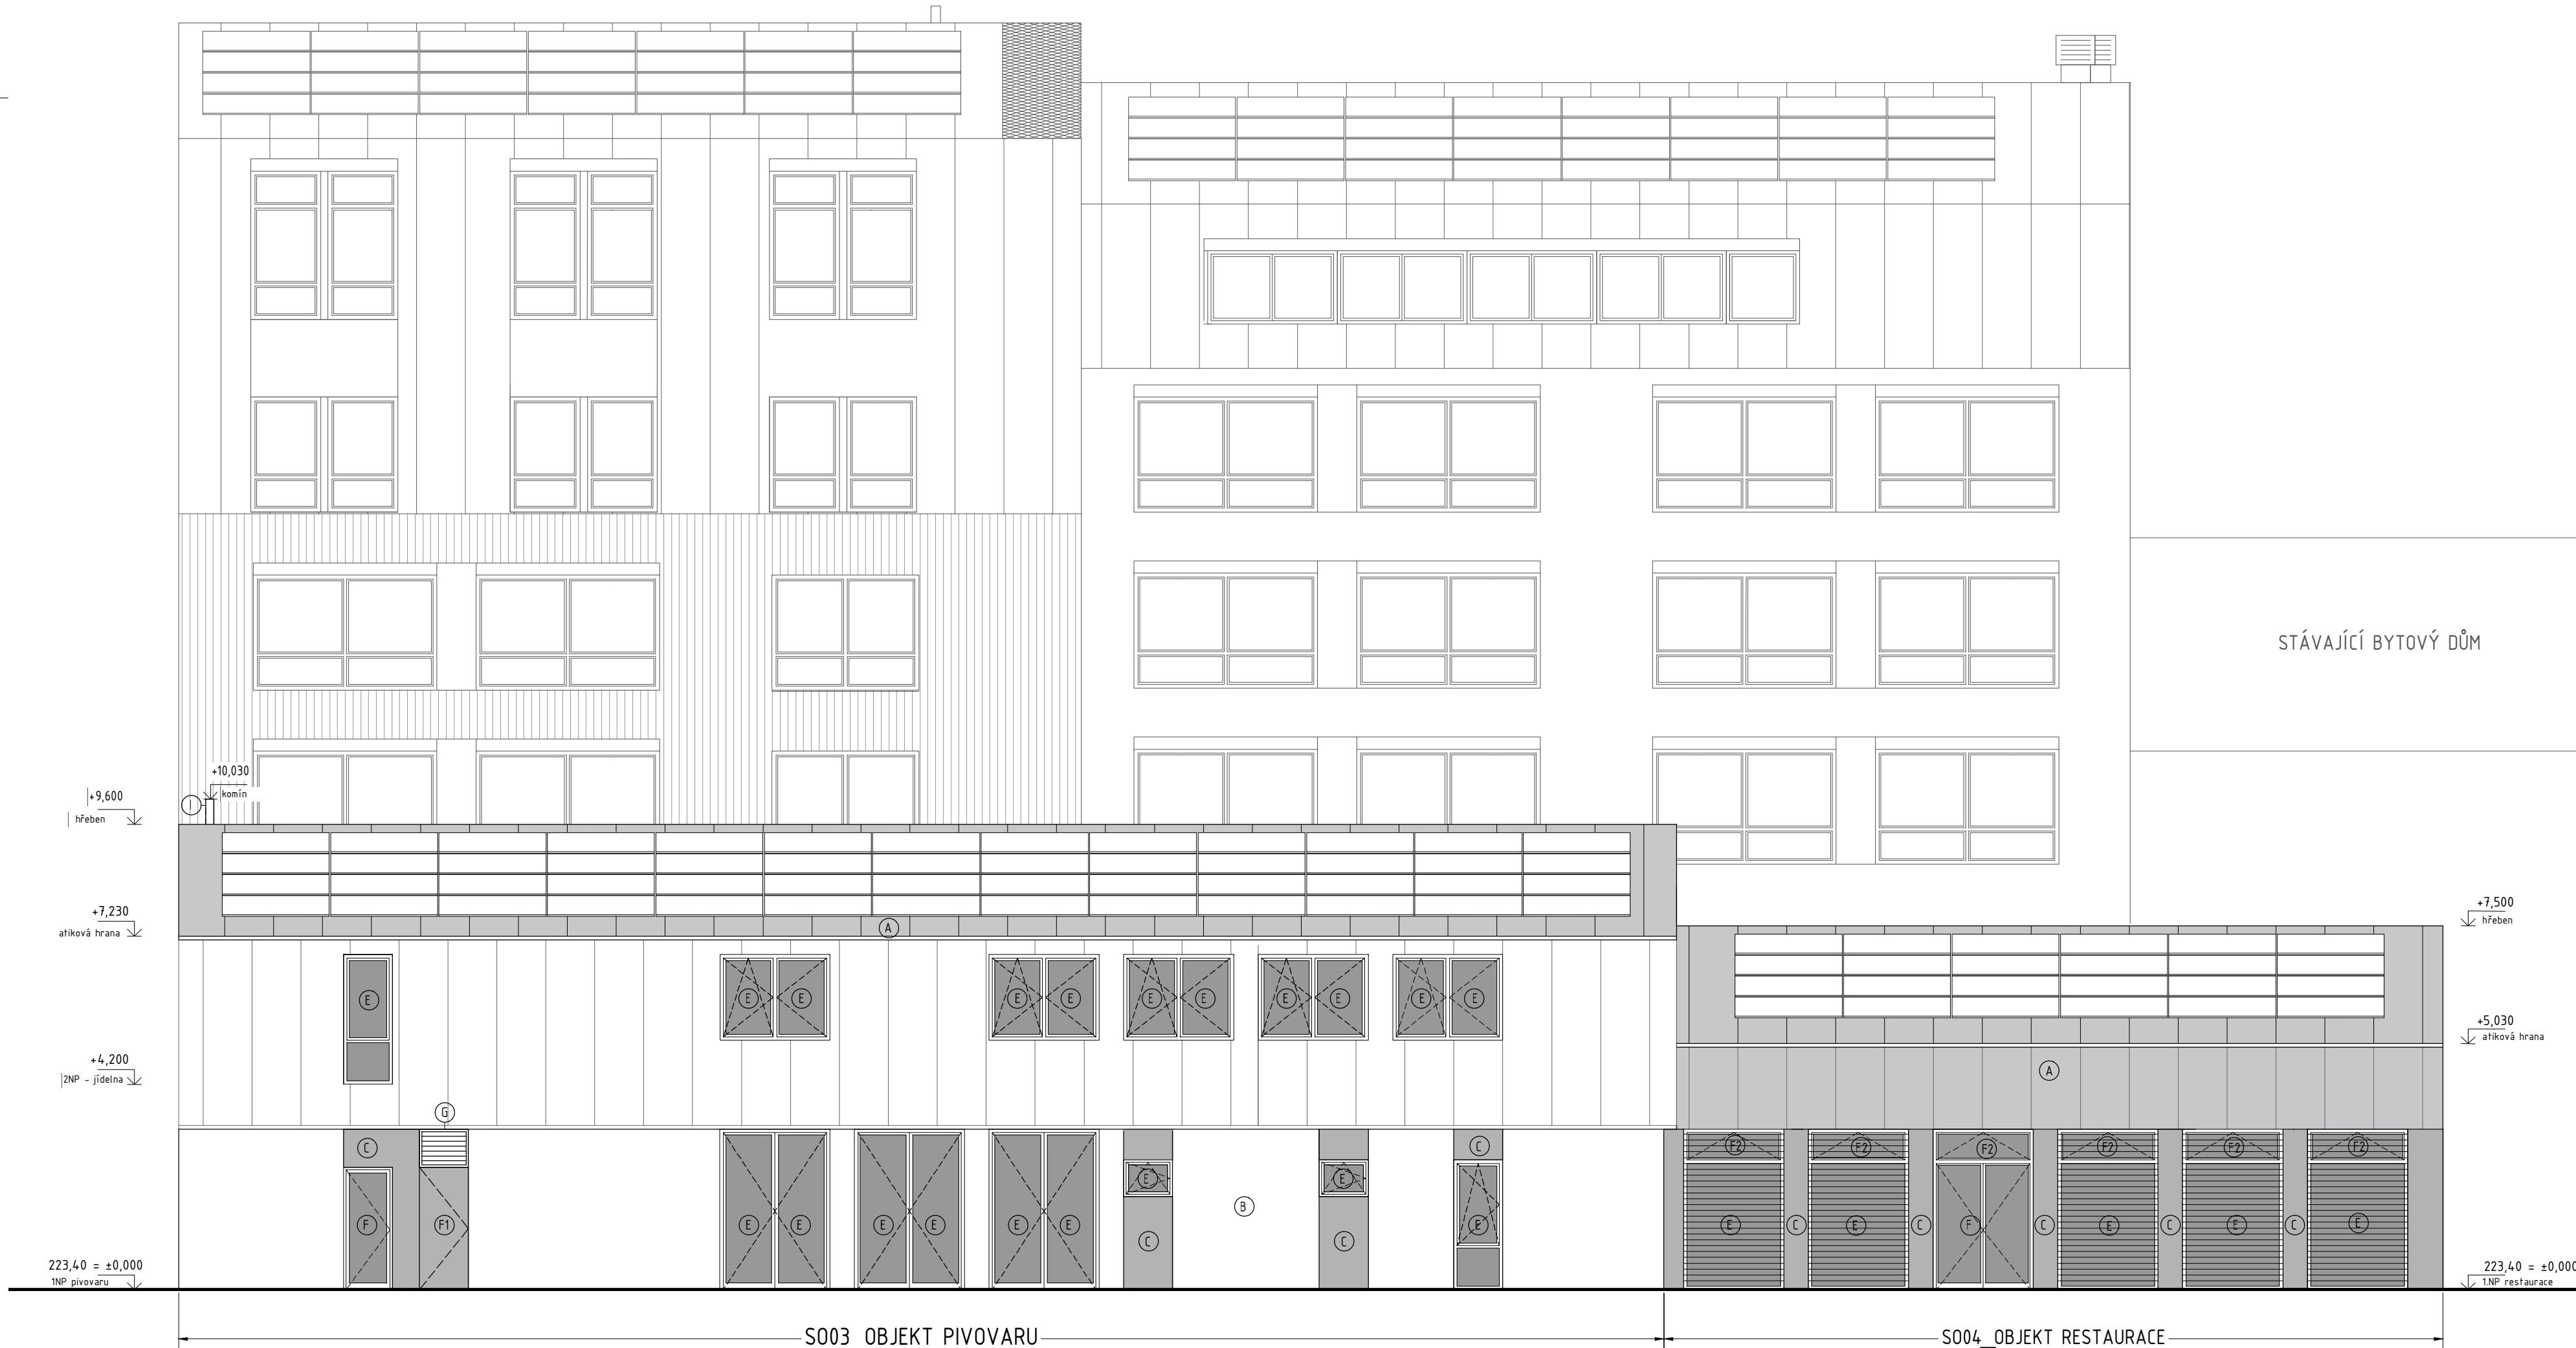 STÁVAJÍCÍ BYTOVÝ DŮM
+10,030
komín
I
+9,600
hřeben
+7,230
atiková hrana
A
+7,500
hřeben
E
E
E
E
E
E
E
E
E
E
E
+5,030
atiková hrana
+4,200
2NP - jídelna
A
G
C
C
F2
F2
F2
F2
F2
F2
E
E
B
F
F1
E
E
E
E
E
E
C
C
E
E
C
E
C
F
C
E
C
E
C
E
223,40 = ±0,000
1NP pivovaru
223,40 = ±0,000
1.NP restaurace
S003 OBJEKT PIVOVARU
S004_OBJEKT RESTAURACE